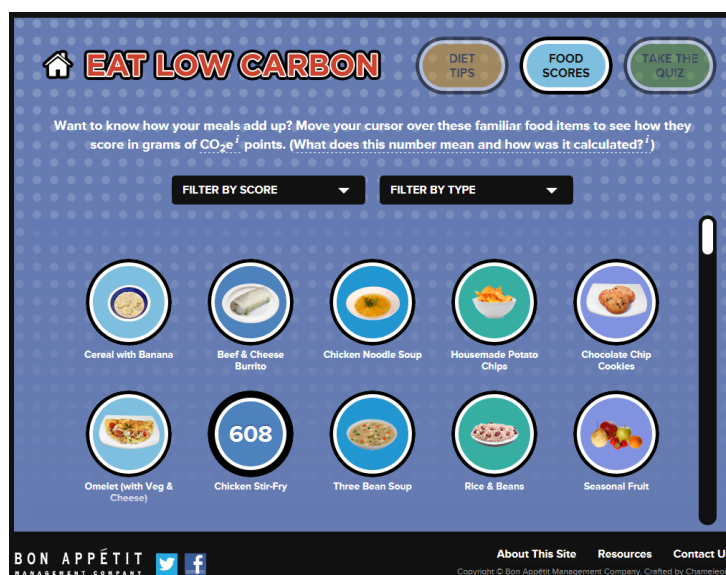 EAT LOW CARBON
DIET
TIPS
FOOD
SCORES
TAKE THE
QUIZ
Want to know how your meals add up? Move your cursor over these familiar food items to see how they
score in grams of CO₂e i points. (What does this number mean and how was it calculated? i)
FILTER BY SCORE
FILTER BY TYPE
Cereal with Banana
Beef & Cheese
Burrito
Chicken Noodle Soup
Housemade Potato
Chips
Chocolate Chip
Cookies
Omelet (with Veg &
Cheese)
608
Chicken Stir-Fry
Three Bean Soup
Rice & Beans
Seasonal Fruit
BON APPÉTIT
MANAGEMENT COMPANY
About This Site
Resources
Contact U
Copyright © Bon Appétit Management Company. Crafted by Chameleo